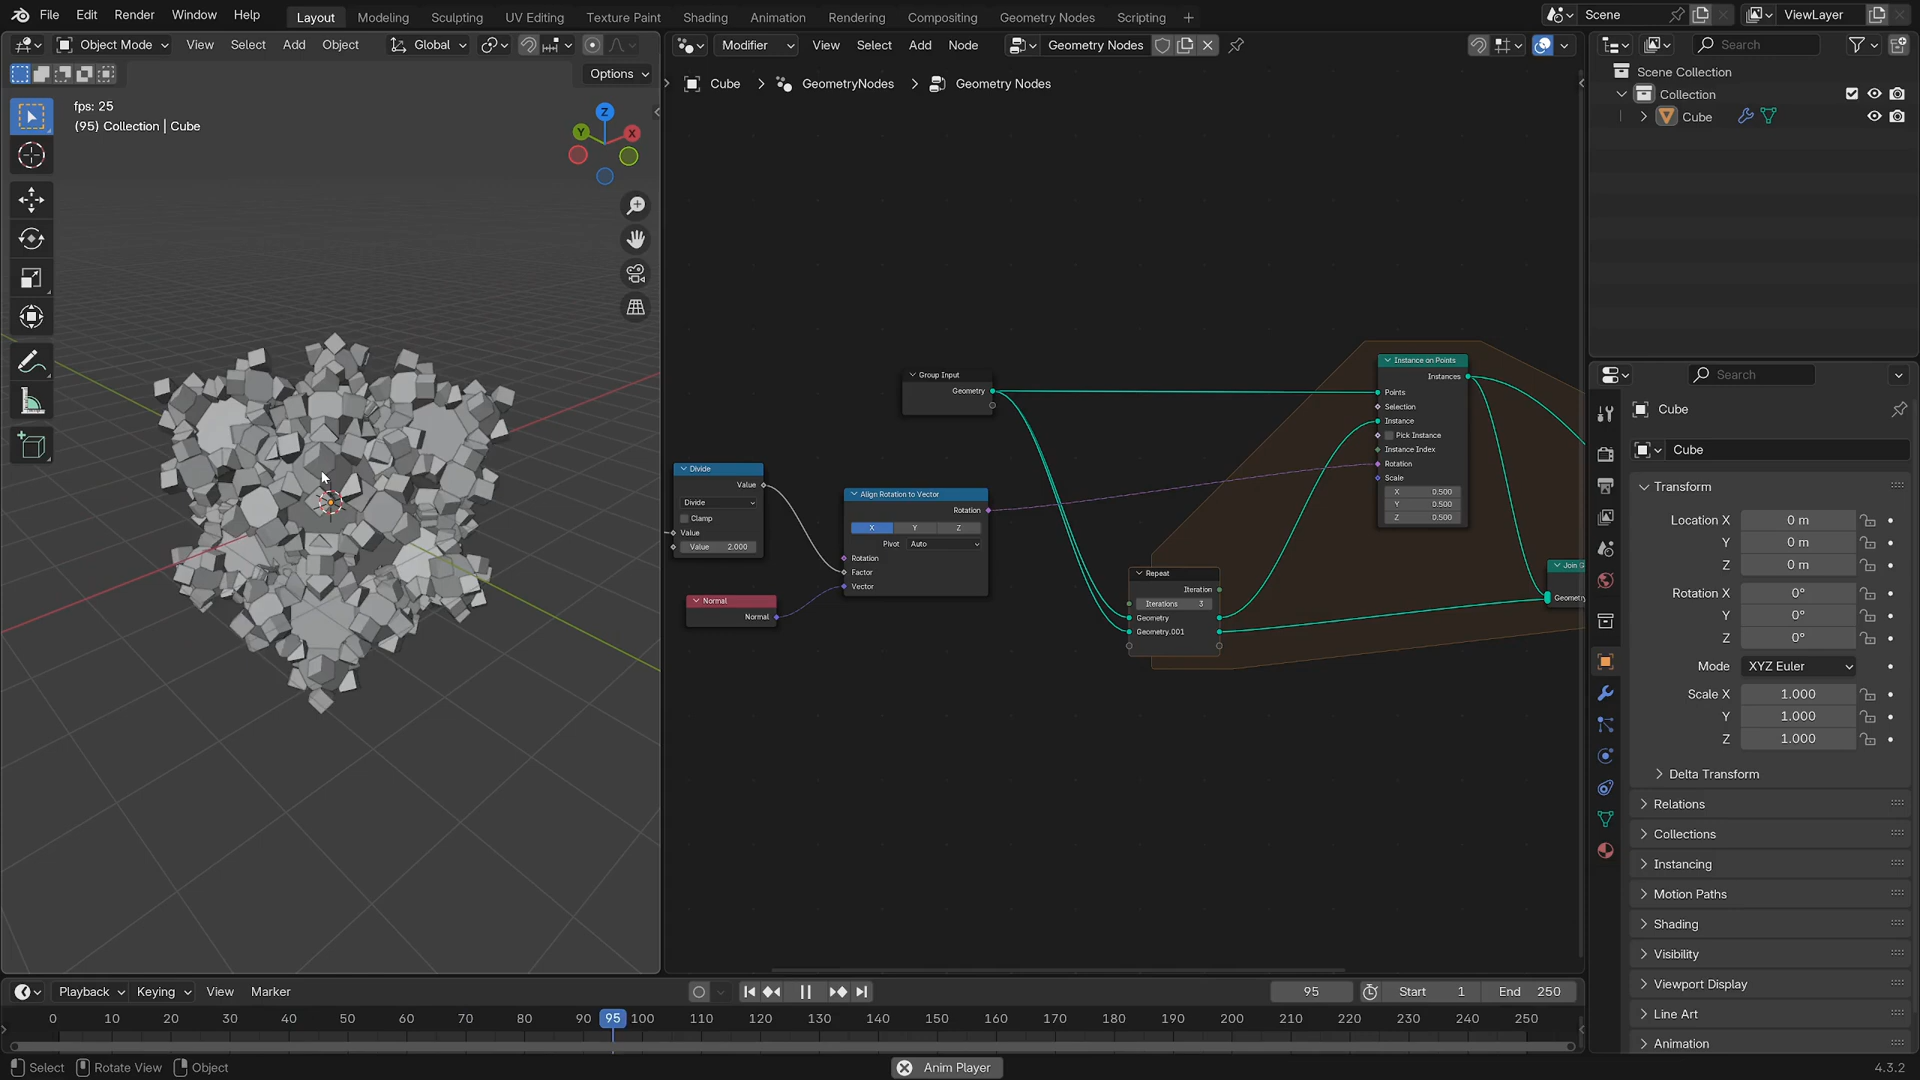 File Edit Render Window Help Layout Modeling Sculpting UV Editing Texture Paint Shading Animation Rendering Compositing Geometry Nodes Scripting + Scene ViewLayer
Object Mode View Select Add Object Global
Options
fps: 25
(95) Collection | Cube
Z
Y
X
Modifier View Select Add Node Geometry Nodes
Cube > GeometryNodes > Geometry Nodes
Group Input
Geometry
Divide
Value
Divide
Clamp
Value
Value 2.000
Normal
Normal
Align Rotation to Vector
Rotation
X Y Z
Pivot Auto
Rotation
Factor
Vector
Repeat
Iteration
Iterations 3
Geometry
Geometry.001
Instance on Points
Instances
Points
Selection
Instance
Pick Instance
Instance Index
Rotation
Scale
X 0.500
Y 0.500
Z 0.500
Join G
Geometry
Search
Scene Collection
Collection
Cube
Search
Cube
Cube
Transform
Location X 0 m
Y 0 m
Z 0 m
Rotation X 0°
Y 0°
Z 0°
Mode XYZ Euler
Scale X 1.000
Y 1.000
Z 1.000
Delta Transform
Relations
Collections
Instancing
Motion Paths
Shading
Visibility
Viewport Display
Line Art
Animation
Playback Keying View Marker 95 Start 1 End 250
0 10 20 30 40 50 60 70 80 90 95 100 110 120 130 140 150 160 170 180 190 200 210 220 230 240 250
Select Rotate View Object Anim Player 4.3.2